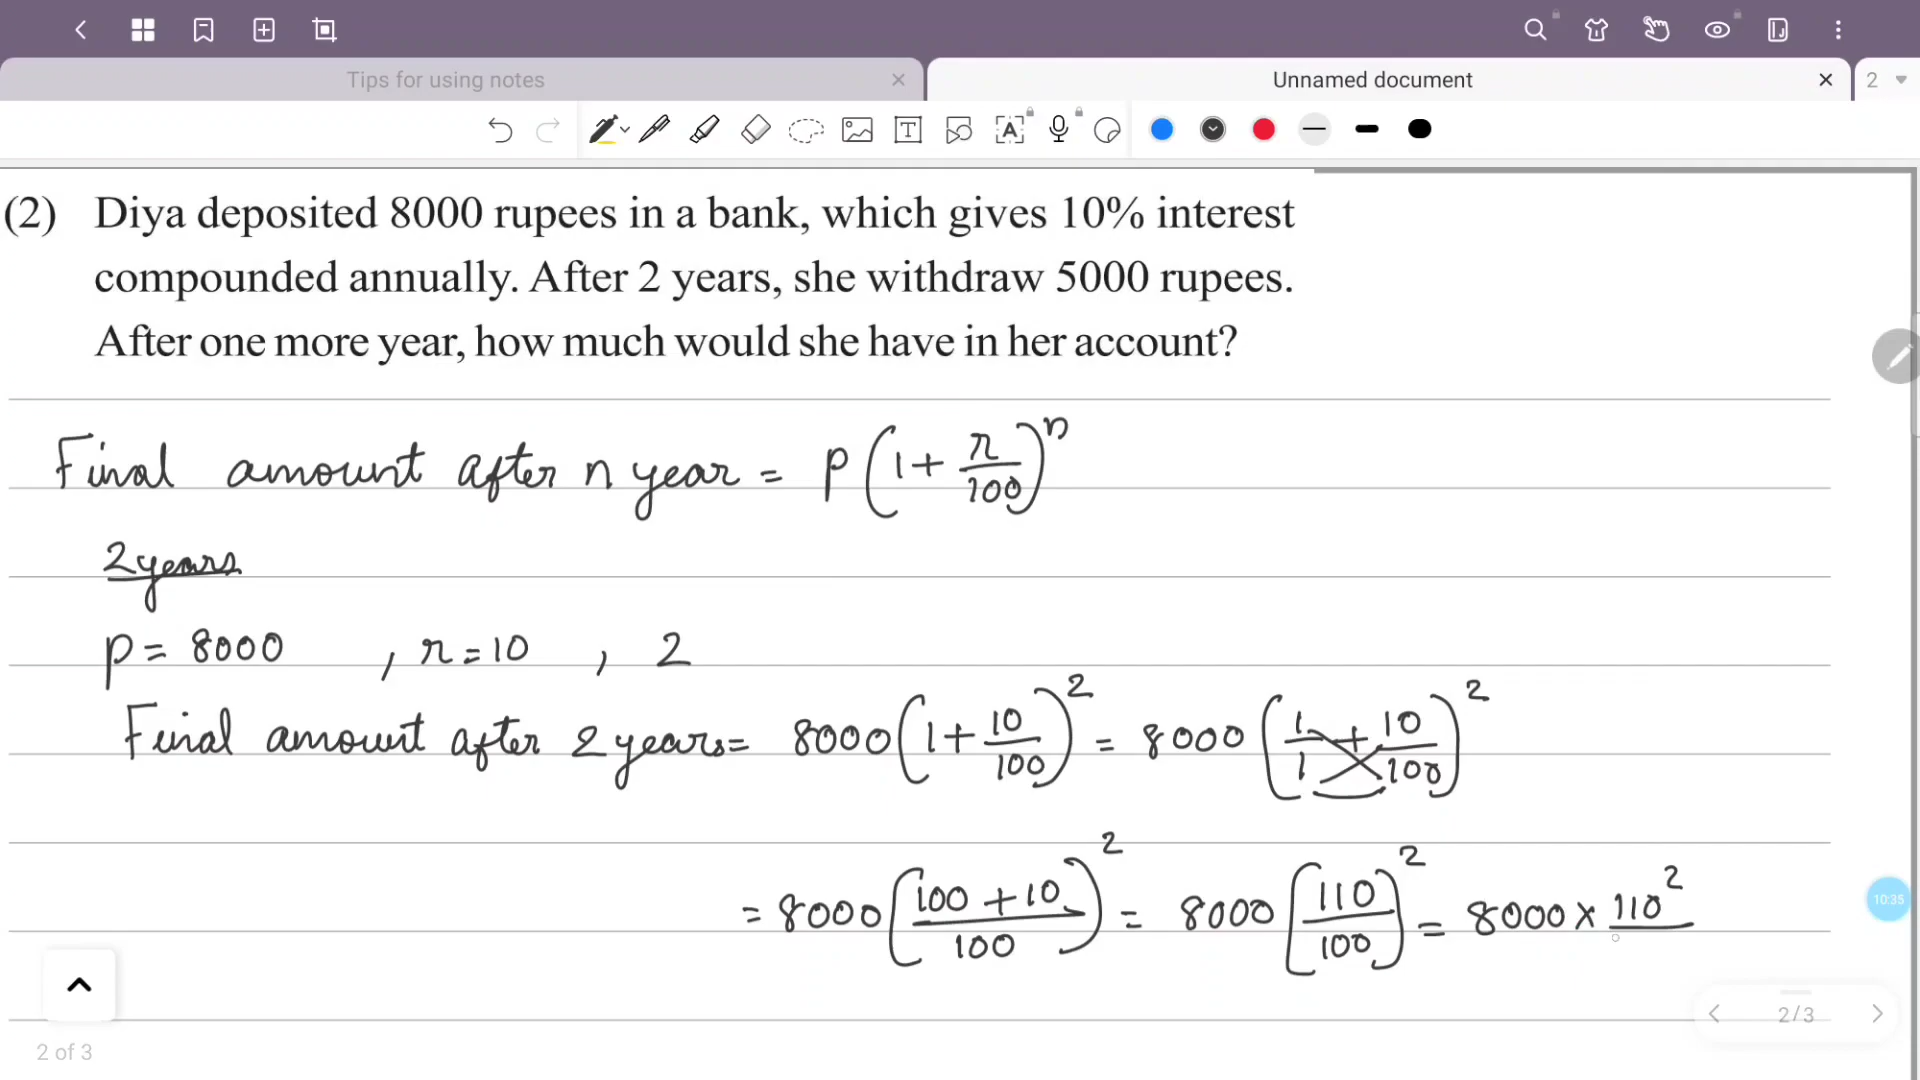 Tips for using notes
Unnamed document
2
(2) Diya deposited 8000 rupees in a bank, which gives 10% interest
compounded annually. After 2 years, she withdraw 5000 rupees.
After one more year, how much would she have in her account?
Final amount after n year = P(1 + r/100)^n
2 years
P = 8000 , r = 10 , 2
Final amount after 2 years = 8000(1 + 10/100)^2 = 8000(1/1 + 10/100)^2
= 8000(100 + 10/100)^2 = 8000(110/100)^2 = 8000 × 110^2
10:35
2/3
2 of 3